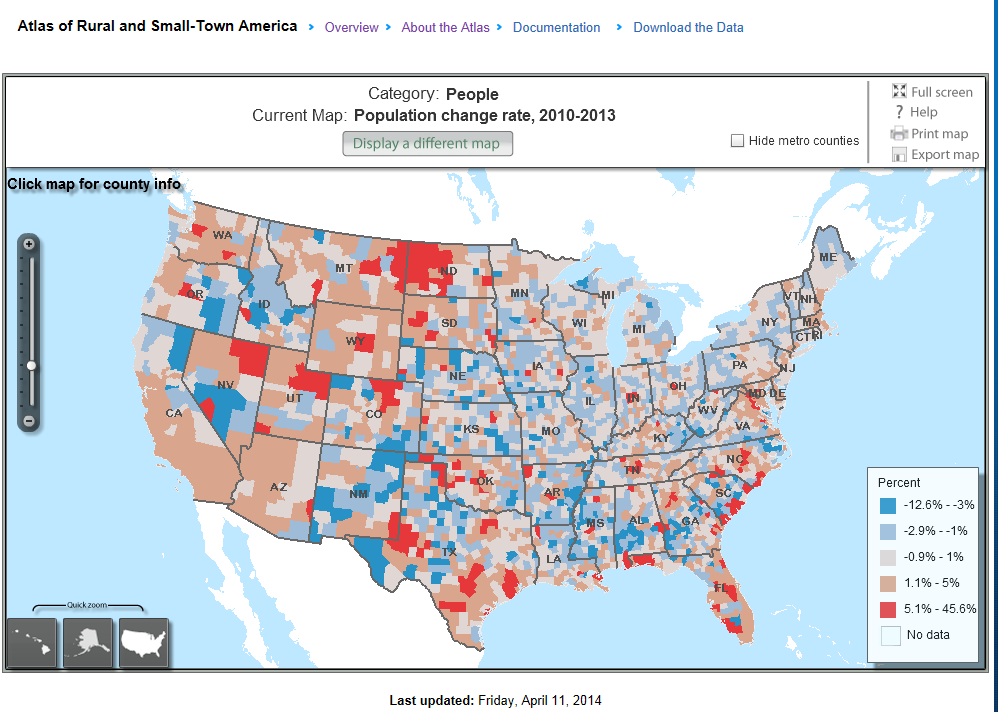 Atlas of Rural and Small-Town America › Overview › About the Atlas › Documentation › Download the Data
Category: People
Current Map: Population change rate, 2010-2013
Display a different map
Hide metro counties
Full screen
? Help
Print map
Export map
Click map for county info
WA
MT
ND
MN
ME
OR
ID
SD
WI
MI
MI
VT
NH
NY
MA
CT
RI
WY
NE
IA
PA
NJ
NV
UT
CO
IL
IN
OH
MD
DE
CA
KS
MO
KY
WV
VA
AZ
NM
OK
AR
TN
NC
SC
MS
AL
GA
TX
LA
FL
Percent
-12.6% - -3%
-2.9% - -1%
-0.9% - 1%
1.1% - 5%
5.1% - 45.6%
No data
Quick zoom
Last updated: Friday, April 11, 2014